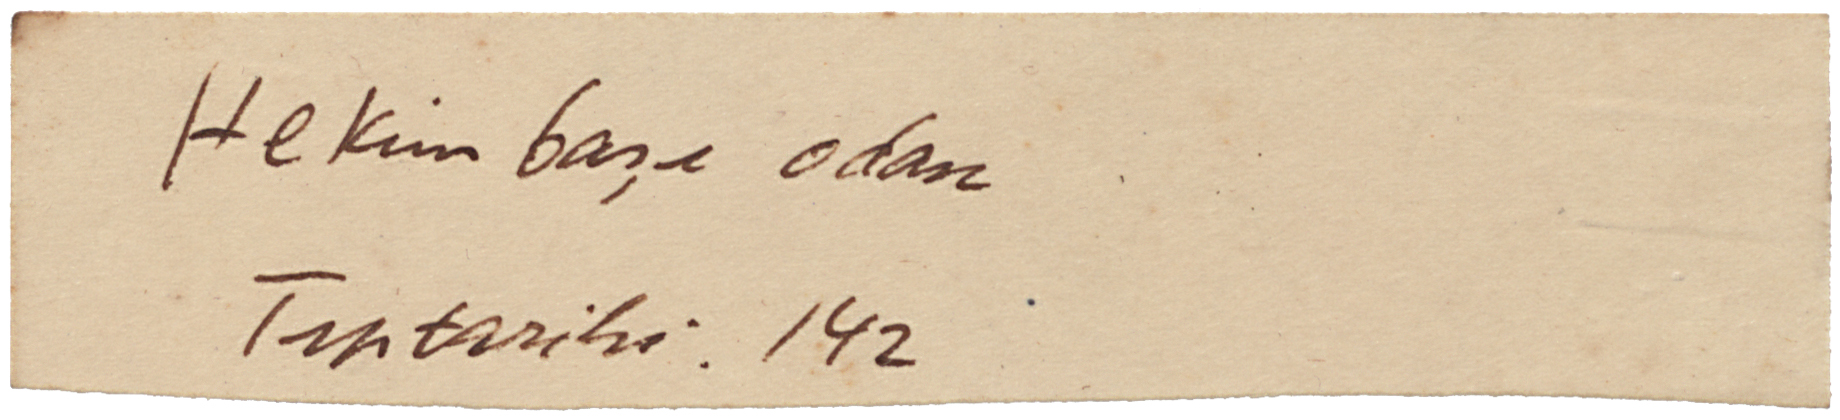 Hekim başı odası
Tıp tarihi. 142